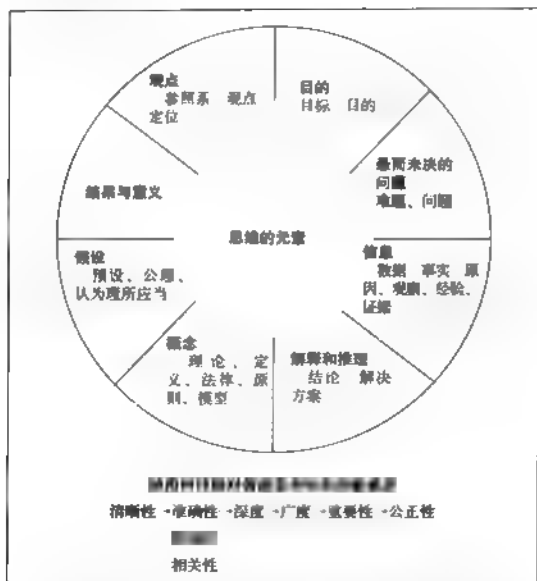 观点
参照系 观点
定位
目的
目标 目的
悬而未决的
问题
难题、问题
信息
数据 事实 原
因、观察、经验、
证据
解释和推理
结论 解决
方案
概念
理论、定
义、法律、原
则、模型
假设
预设、公理、
认为理所应当
结果与意义
思维的元素
清晰性→准确性→深度→广度→重要性→公正性
相关性